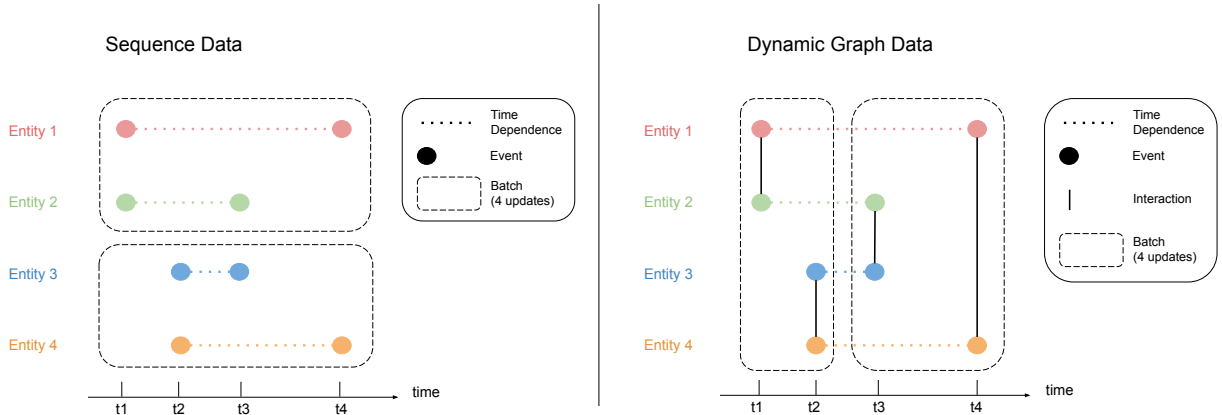 Sequence Data
Entity 1
Entity 2
Entity 3
Entity 4
t1
t2
t3
t4
time
Time
Dependence
Event
Batch
(4 updates)
Dynamic Graph Data
Entity 1
Entity 2
Entity 3
Entity 4
t1
t2
t3
t4
time
Time
Dependence
Event
Interaction
Batch
(4 updates)